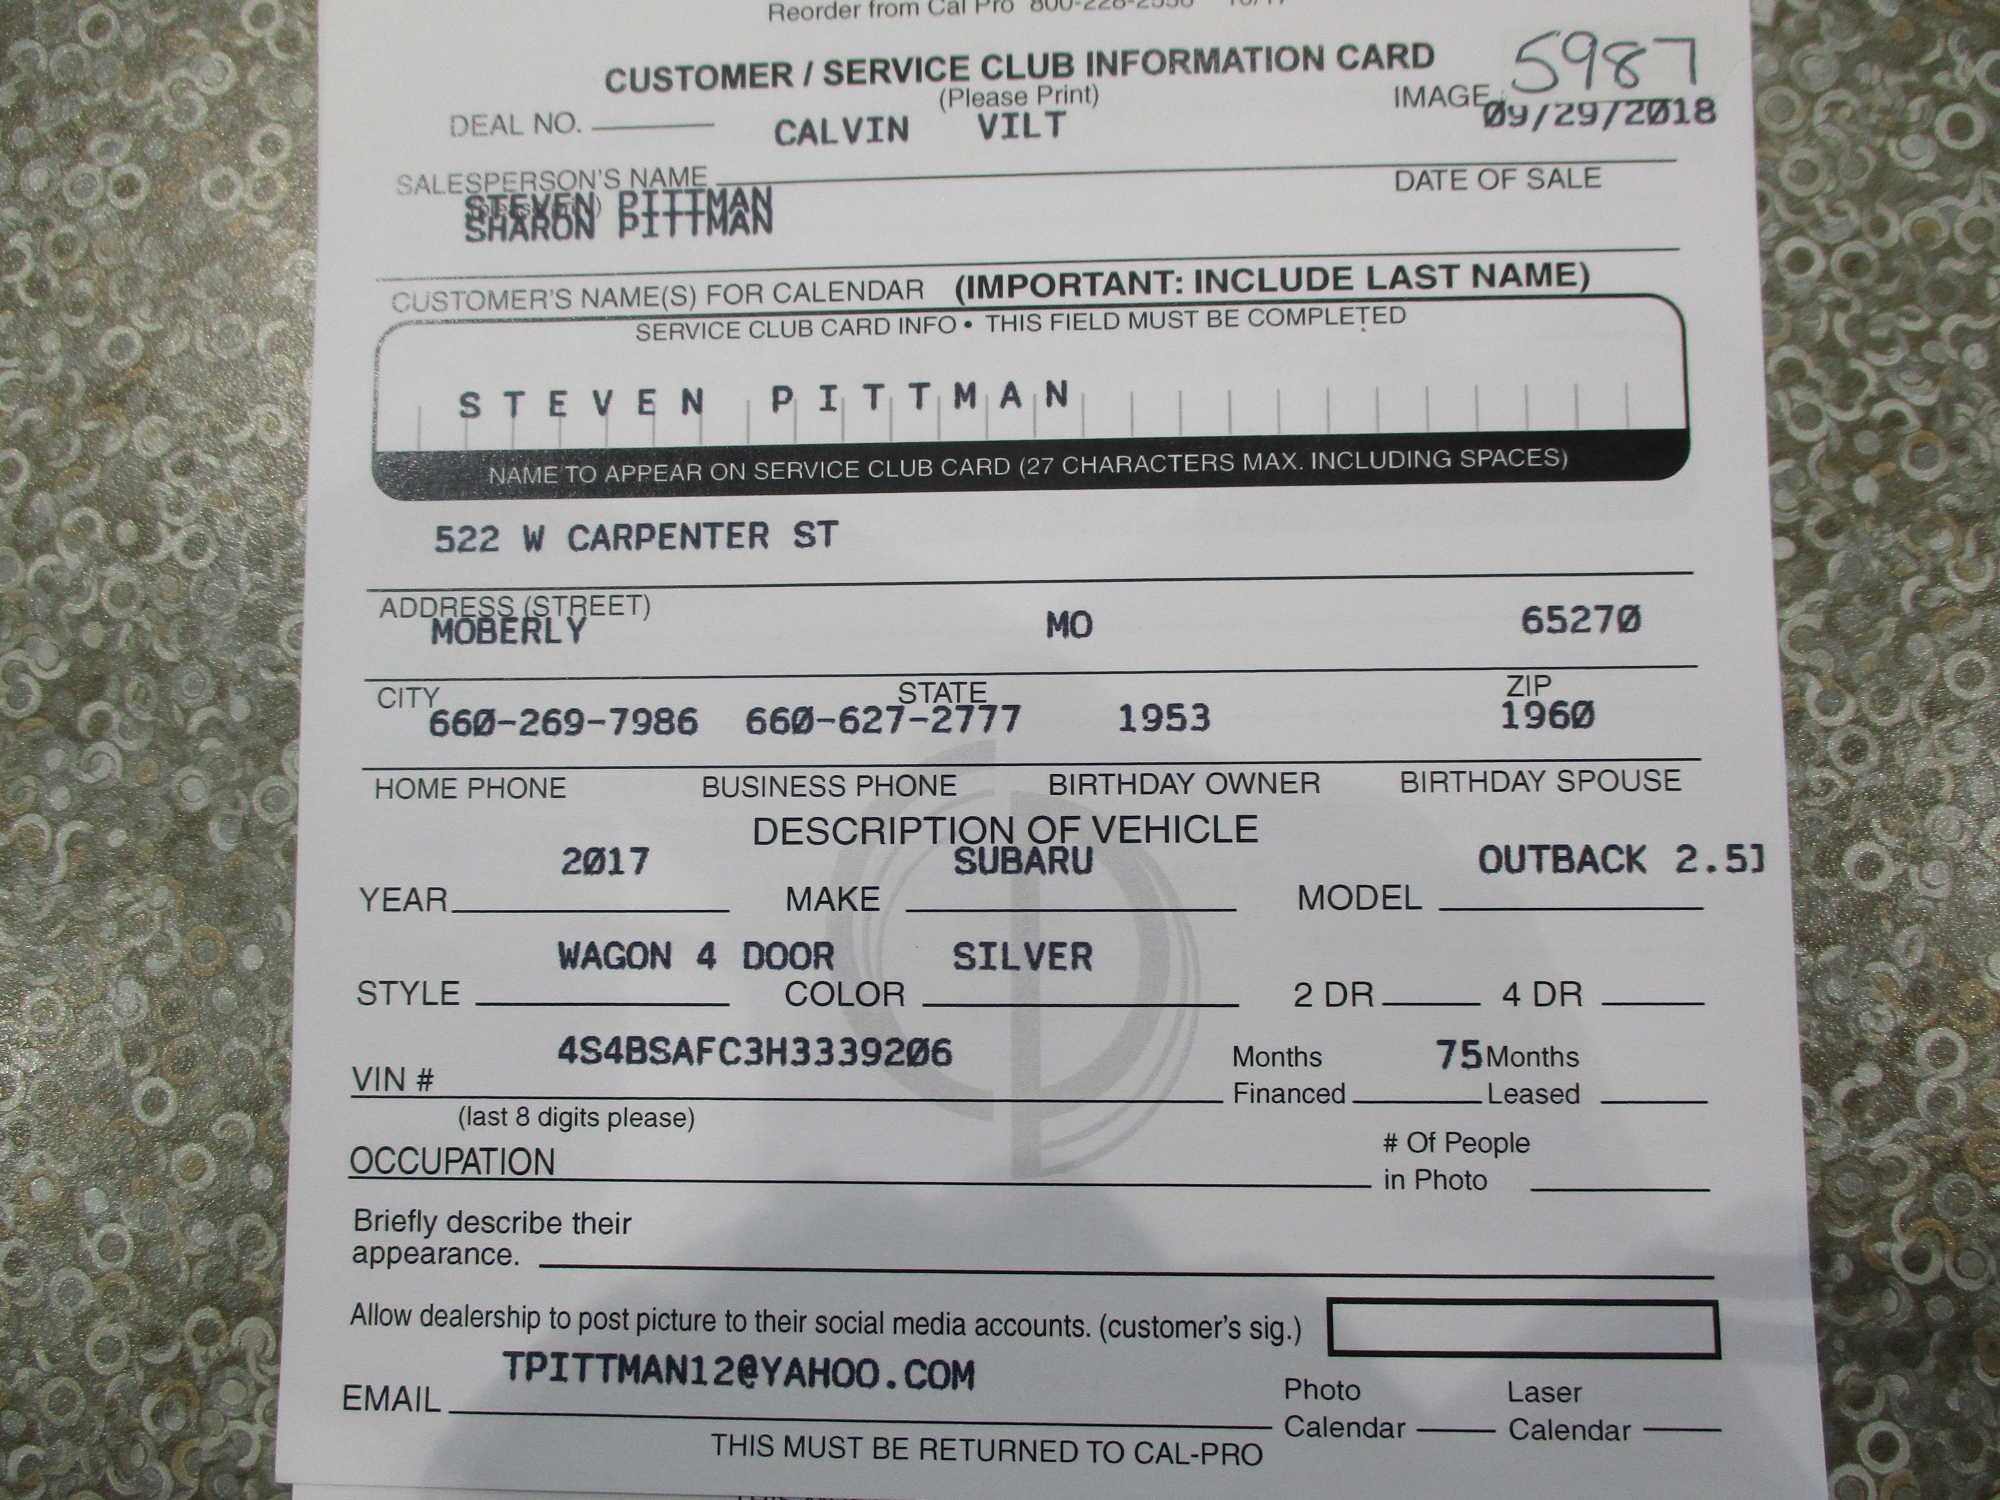 Reorder from Cal Pro 800-228-2556 10/17
CUSTOMER / SERVICE CLUB INFORMATION CARD
(Please Print)
IMAGE 5987
DEAL NO.
CALVIN VILT
09/29/2018
SALESPERSON'S NAME
DATE OF SALE
STEVEN PITTMAN
SHARON PITTMAN
CUSTOMER'S NAME(S) FOR CALENDAR (IMPORTANT: INCLUDE LAST NAME)
SERVICE CLUB CARD INFO • THIS FIELD MUST BE COMPLETED
STEVEN PITTMAN
NAME TO APPEAR ON SERVICE CLUB CARD (27 CHARACTERS MAX. INCLUDING SPACES)
522 W CARPENTER ST
ADDRESS (STREET)
MOBERLY MO 65270
CITY STATE ZIP
660-269-7986 660-627-2777 1953 1960
HOME PHONE BUSINESS PHONE BIRTHDAY OWNER BIRTHDAY SPOUSE
DESCRIPTION OF VEHICLE
2017 SUBARU OUTBACK 2.5]
YEAR MAKE MODEL
WAGON 4 DOOR SILVER
STYLE COLOR 2 DR 4 DR
4S4BSAFC3H3339206 Months 75 Months
VIN # Financed Leased
(last 8 digits please)
OCCUPATION # Of People
in Photo
Briefly describe their
appearance.
Allow dealership to post picture to their social media accounts. (customer's sig.)
TPITTMAN12@YAHOO.COM
EMAIL Photo Laser
Calendar Calendar
THIS MUST BE RETURNED TO CAL-PRO